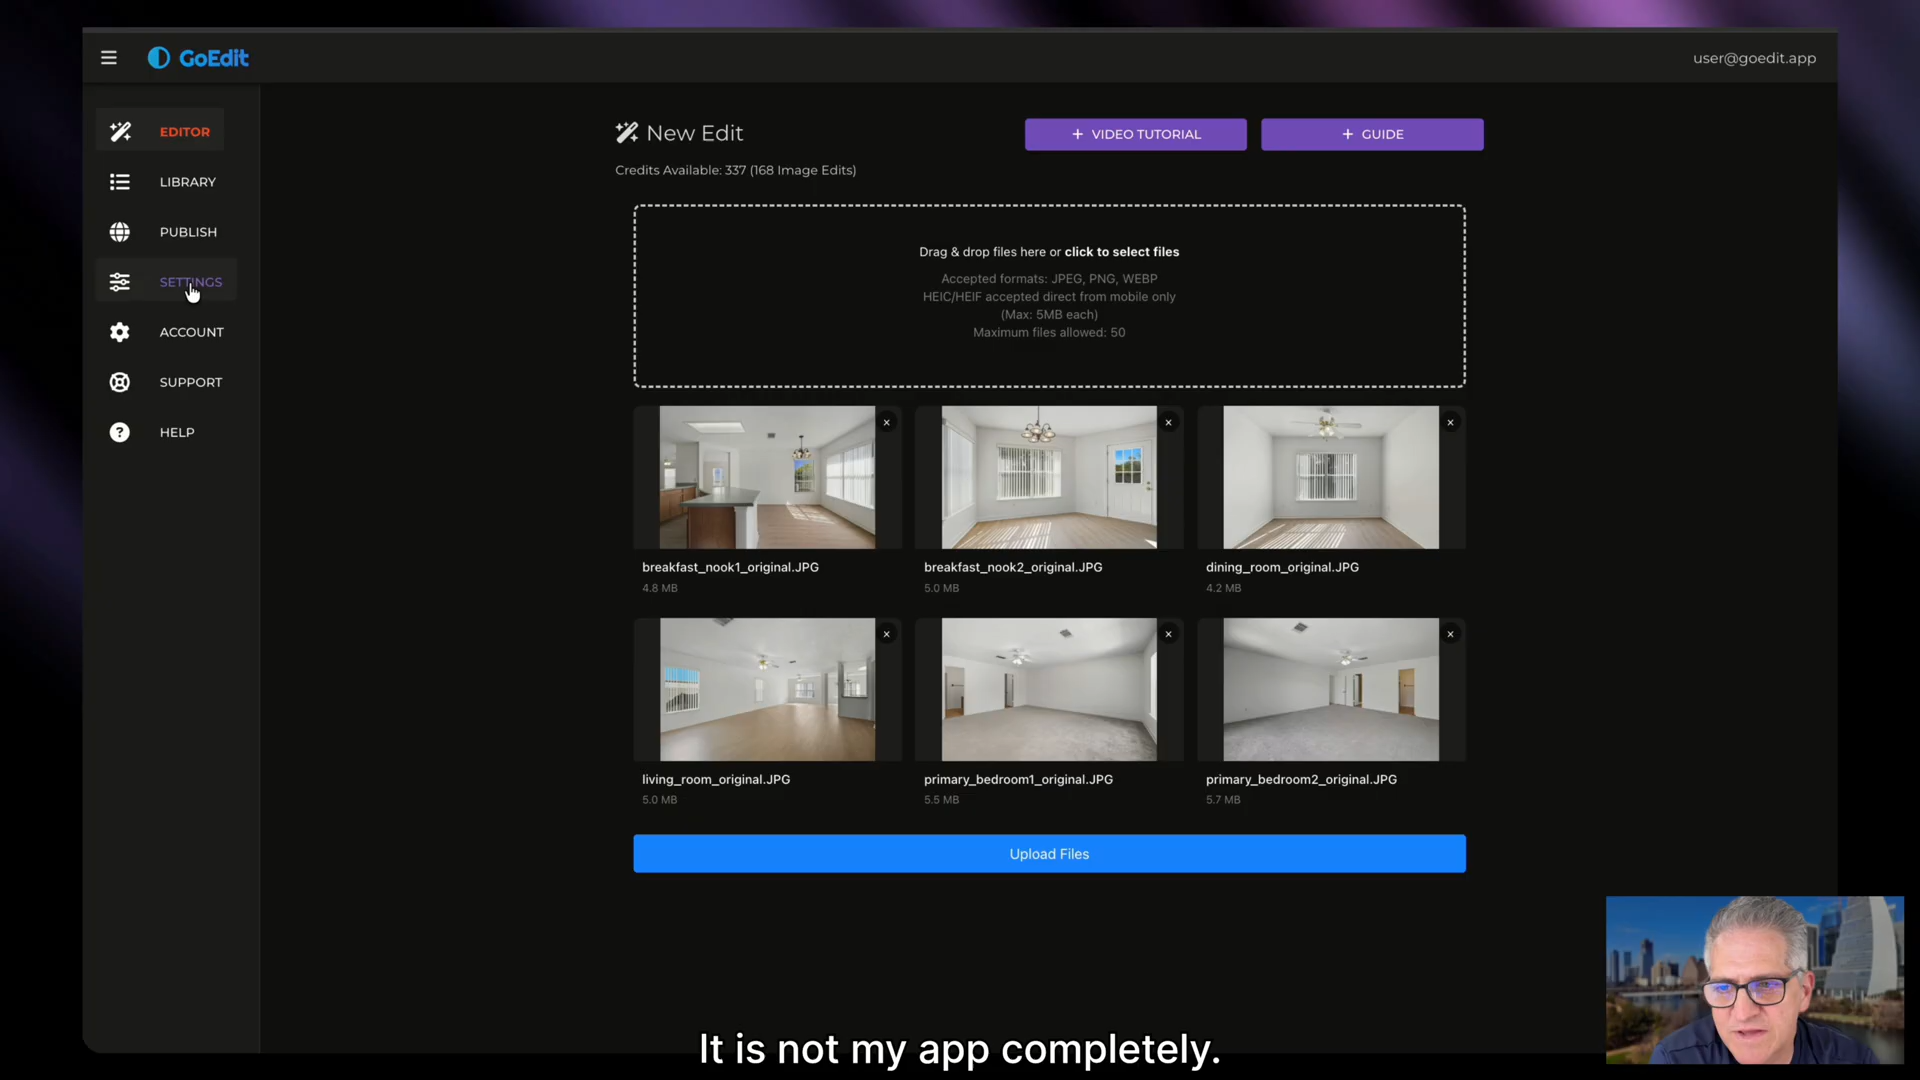 GoEdit
user@goedit.app
EDITOR
LIBRARY
PUBLISH
SETTINGS
ACCOUNT
SUPPORT
? HELP
New Edit
+ VIDEO TUTORIAL
+ GUIDE
Credits Available: 337 (168 Image Edits)
Drag & drop files here or click to select files
Accepted formats: JPEG, PNG, WEBP
HEIC/HEIF accepted direct from mobile only
(Max: 5MB each)
Maximum files allowed: 50
breakfast_nook1_original.JPG
4.8 MB
breakfast_nook2_original.JPG
5.0 MB
dining_room_original.JPG
4.2 MB
living_room_original.JPG
5.0 MB
primary_bedroom1_original.JPG
5.5 MB
primary_bedroom2_original.JPG
5.7 MB
Upload Files
It is not my app completely.